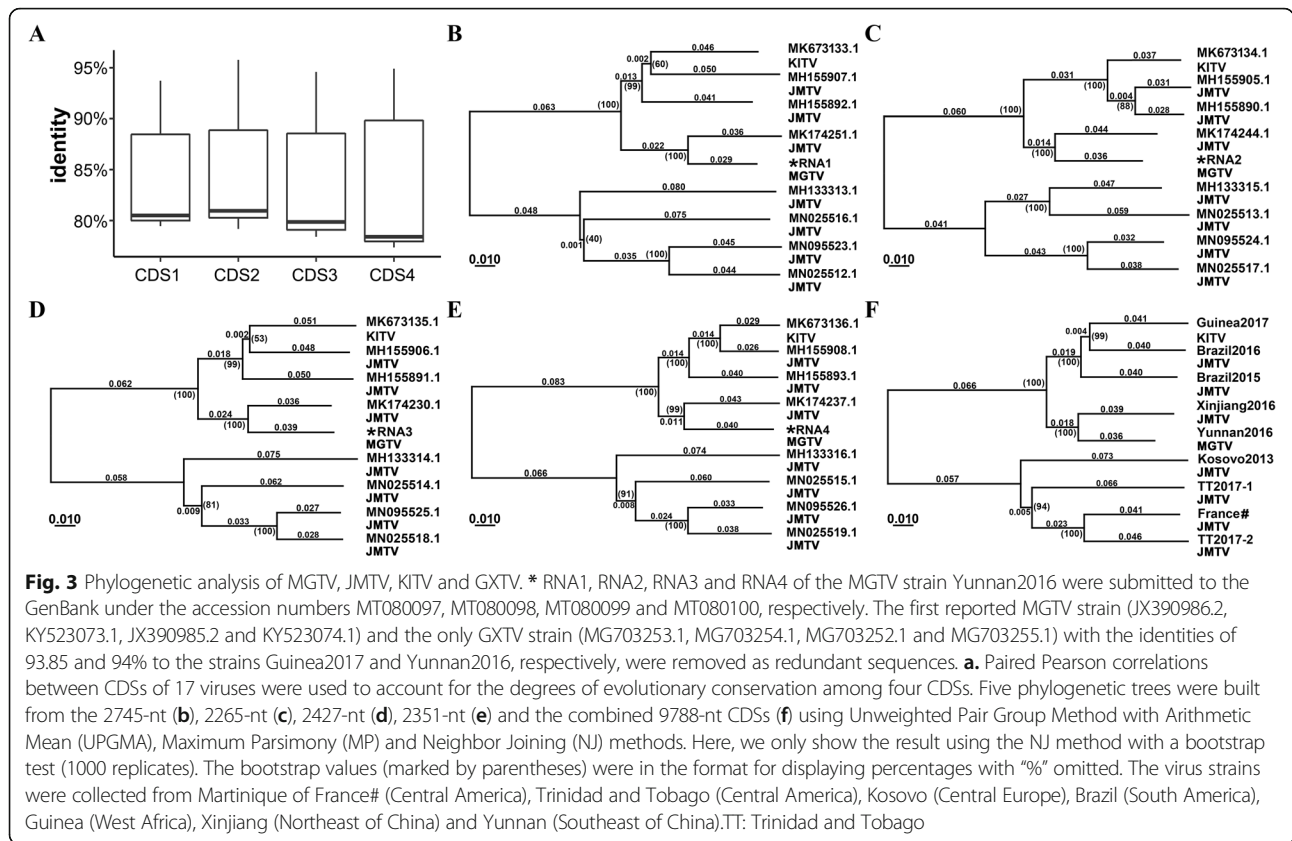 A
identity
95%
90%
85%
80%
CDS1 CDS2 CDS3 CDS4
B
0.046 MK673133.1
0.002 (60) KITV
0.050 MH155907.1
0.013 (99) JMTV
0.041 MH155892.1
0.063 (100) JMTV
0.036 MK174251.1
0.022 (100) JMTV
0.029 *RNA1
MGTV
0.080 MH133313.1
JMTV
0.048
0.075 MN025516.1
0.001 (40) JMTV
0.045 MN095523.1
0.035 (100) JMTV
0.044 MN025512.1
JMTV
0.010
C
0.037 MK673134.1
KITV
0.031 (100) 0.031 MH155905.1
0.004 (88) JMTV
0.028 MH155890.1
0.060 (100) JMTV
0.044 MK174244.1
0.014 (100) JMTV
0.036 *RNA2
MGTV
0.047 MH133315.1
0.027 (100) JMTV
0.059 MN025513.1
0.041 JMTV
0.032 MN095524.1
0.043 (100) JMTV
0.038 MN025517.1
JMTV
0.010
D
0.051 MK673135.1
0.002 (53) KITV
0.048 MH155906.1
0.018 (99) JMTV
0.050 MH155891.1
0.062 (100) JMTV
0.036 MK174230.1
0.024 (100) JMTV
0.039 *RNA3
MGTV
0.075 MH133314.1
JMTV
0.058
0.062 MN025514.1
0.009 (81) JMTV
0.027 MN095525.1
0.033 (100) JMTV
0.028 MN025518.1
JMTV
0.010
E
0.029 MK673136.1
0.014 (100) KITV
0.026 MH155908.1
0.014 (100) JMTV
0.040 MH155893.1
0.083 (100) JMTV
0.043 MK174237.1
(99) 0.011 JMTV
0.040 *RNA4
MGTV
0.074 MH133316.1
JMTV
0.066
0.060 MN025515.1
(91) 0.008 JMTV
0.033 MN095526.1
0.024 (100) JMTV
0.038 MN025519.1
JMTV
0.010
F
0.041 Guinea2017
0.004 (99) KITV
0.040 Brazil2016
0.019 (100) JMTV
0.040 Brazil2015
0.066 (100) JMTV
0.039 Xinjiang2016
0.018 (100) JMTV
0.036 Yunnan2016
MGTV
0.073 Kosovo2013
JMTV
0.057
0.066 TT2017-1
0.005 (94) JMTV
0.041 France#
0.023 (100) JMTV
0.046 TT2017-2
JMTV
0.010
Fig. 3 Phylogenetic analysis of MGTV, JMTV, KITV and GXTV. * RNA1, RNA2, RNA3 and RNA4 of the MGTV strain Yunnan2016 were submitted to the
GenBank under the accession numbers MT080097, MT080098, MT080099 and MT080100, respectively. The first reported MGTV strain (JX390986.2,
KY523073.1, JX390985.2 and KY523074.1) and the only GXTV strain (MG703253.1, MG703254.1, MG703252.1 and MG703255.1) with the identities of
93.85 and 94% to the strains Guinea2017 and Yunnan2016, respectively, were removed as redundant sequences. a. Paired Pearson correlations
between CDSs of 17 viruses were used to account for the degrees of evolutionary conservation among four CDSs. Five phylogenetic trees were built
from the 2745-nt (b), 2265-nt (c), 2427-nt (d), 2351-nt (e) and the combined 9788-nt CDSs (f) using Unweighted Pair Group Method with Arithmetic
Mean (UPGMA), Maximum Parsimony (MP) and Neighbor Joining (NJ) methods. Here, we only show the result using the NJ method with a bootstrap
test (1000 replicates). The bootstrap values (marked by parentheses) were in the format for displaying percentages with "%" omitted. The virus strains
were collected from Martinique of France# (Central America), Trinidad and Tobago (Central America), Kosovo (Central Europe), Brazil (South America),
Guinea (West Africa), Xinjiang (Northeast of China) and Yunnan (Southeast of China).TT: Trinidad and Tobago